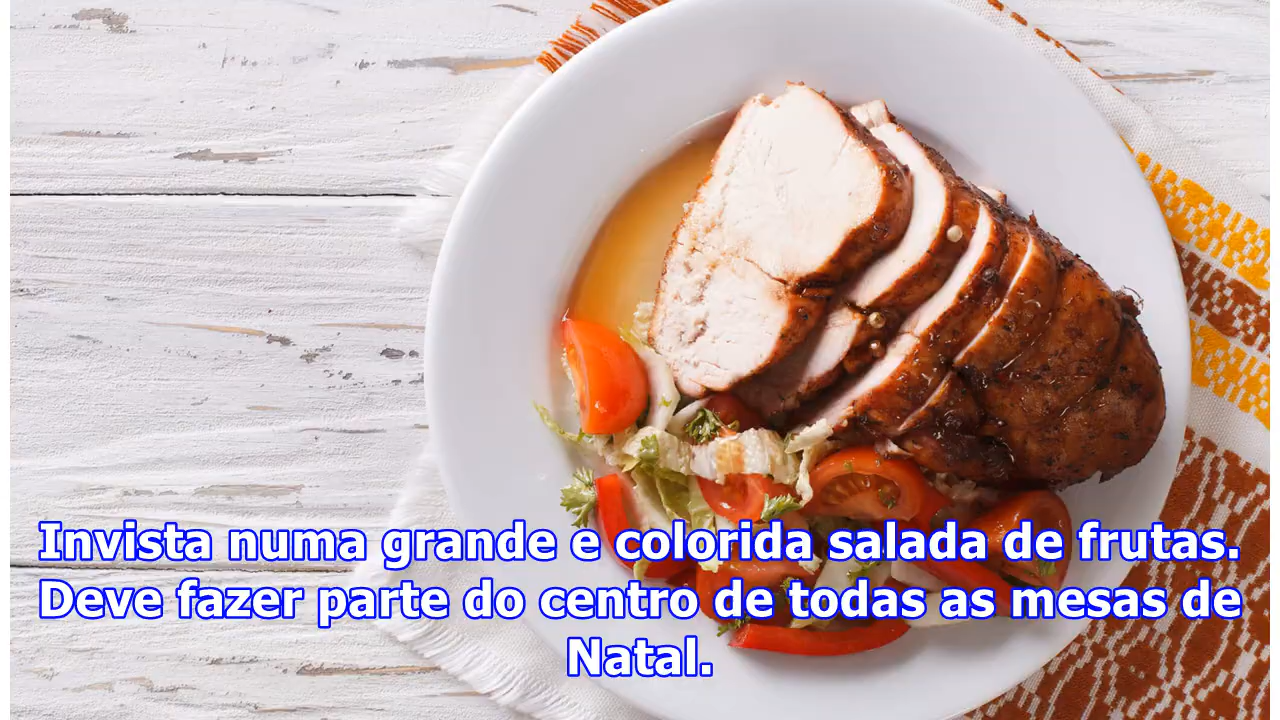 Invista numa grande e colorida salada de frutas.
Deve fazer parte do centro de todas as mesas de
Natal.